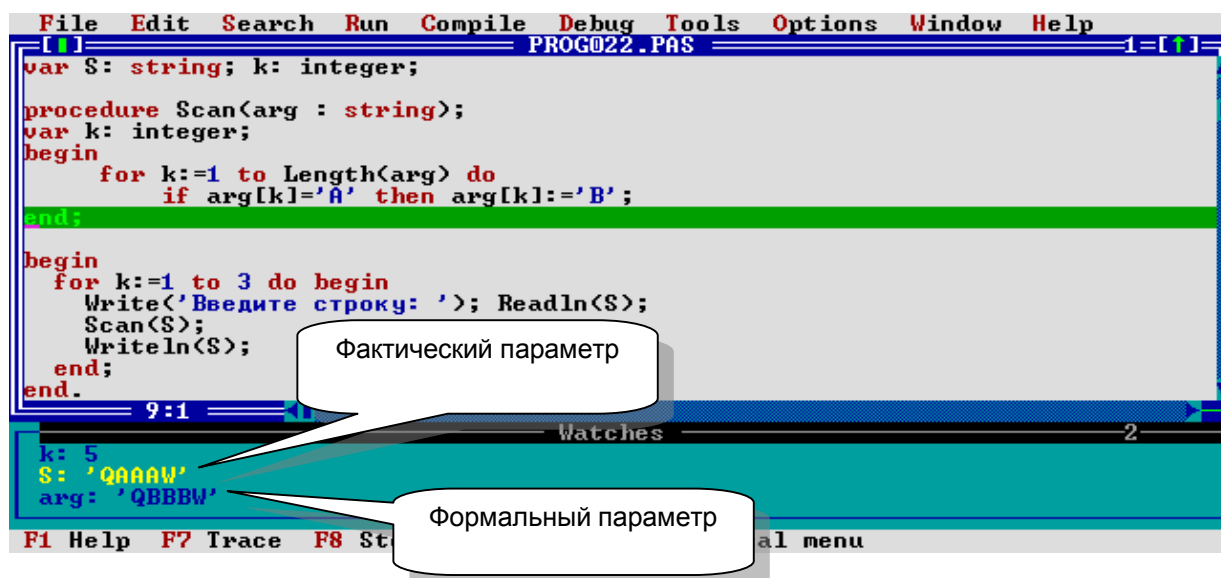 File Edit Search Run Compile Debug Tools Options Window Help
[■] PROG022.PAS 1=[↑]
var S: string; k: integer;
procedure Scan(arg : string);
var k: integer;
begin
for k:=1 to Length(arg) do
if arg[k]='A' then arg[k]:='B';
end;
begin
for k:=1 to 3 do begin
Write('Введите строку: '); Readln(S);
Scan(S);
Writeln(S);
end;
end.
Фактический параметр
9:1
Watches 2
k: 5
S: 'QAAAW'
arg: 'QBBBW'
Формальный параметр
F1 Help F7 Trace F8 al menu